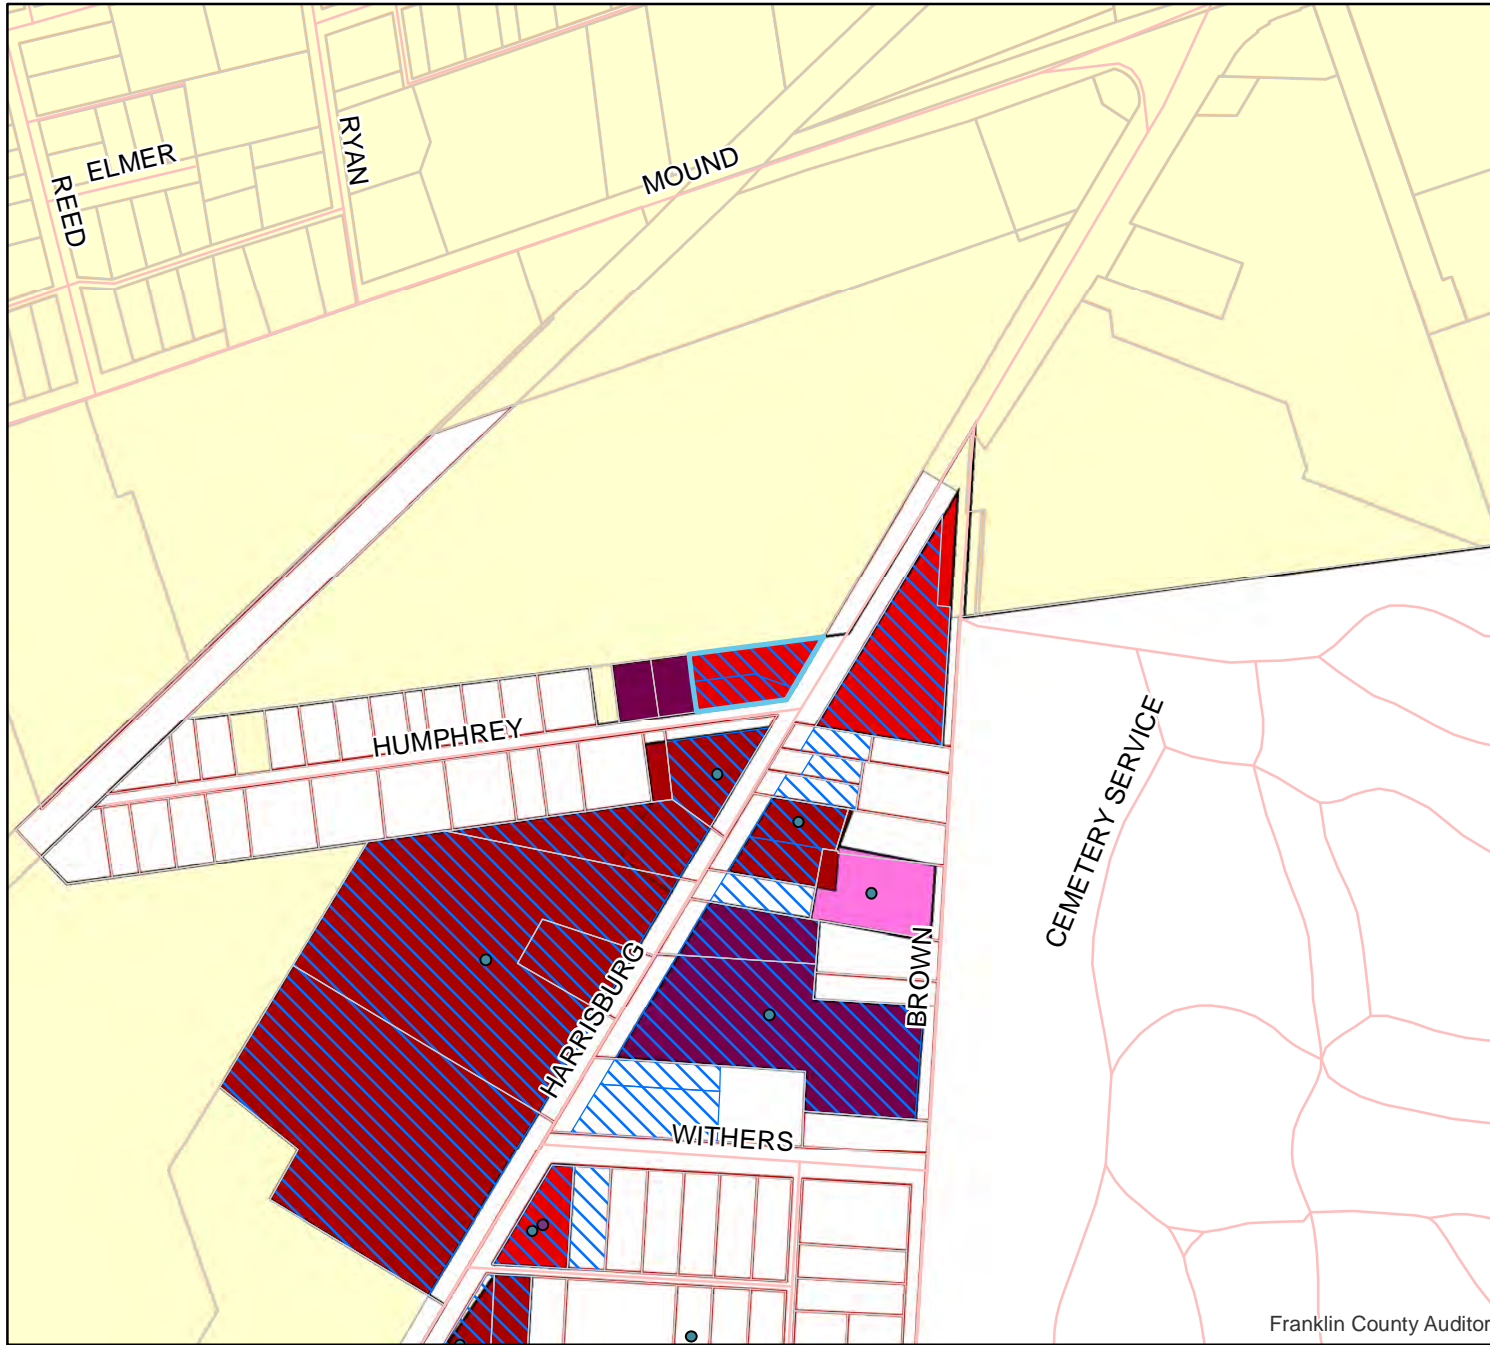 RYAN
ELMER
MOUND
REED
HUMPHREY
CEMETERY SERVICE
HARRISBURG
BROWN
WITHERS
Franklin County Auditor